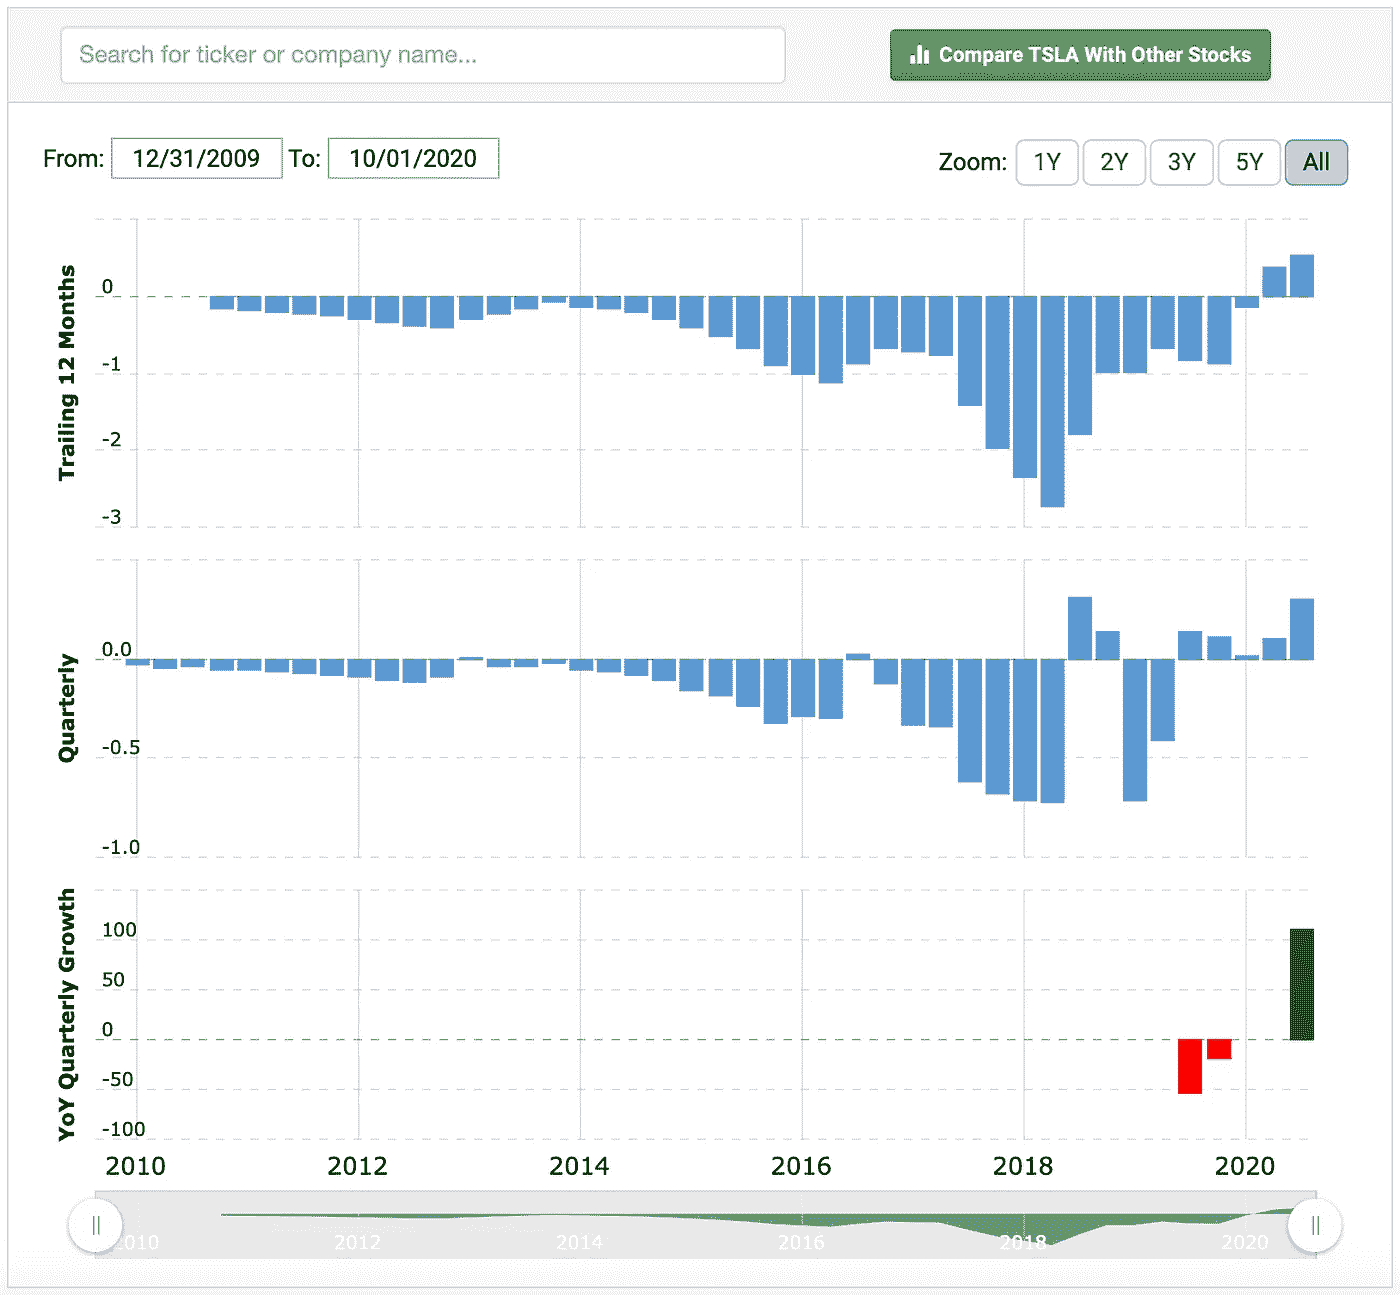 Search for ticker or company name...
Compare TSLA With Other Stocks
From: 12/31/2009 To: 10/01/2020
Zoom: 1Y 2Y 3Y 5Y All
Trailing 12 Months
0
-1
-2
-3
Quarterly
0.0
-0.5
-1.0
YoY Quarterly Growth
100
50
0
-50
-100
2010 2012 2014 2016 2018 2020
2010 2012 2014 2016 2018 2020